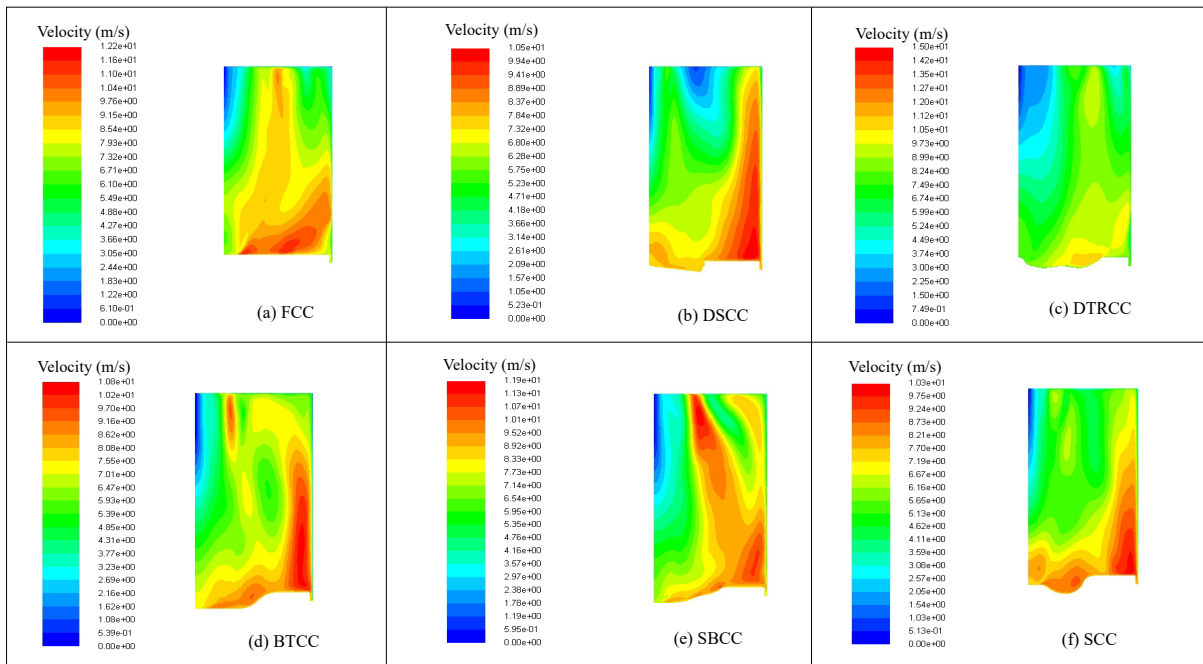 Velocity (m/s)
1.22e+01
1.16e+01
1.10e+01
1.04e+01
9.76e+00
9.15e+00
8.54e+00
7.93e+00
7.32e+00
6.71e+00
6.10e+00
5.49e+00
4.88e+00
4.27e+00
3.66e+00
3.05e+00
2.44e+00
1.83e+00
1.22e+00
6.10e-01
0.00e+00
(a) FCC
Velocity (m/s)
1.05e+01
9.94e+00
9.41e+00
8.89e+00
8.37e+00
7.84e+00
7.32e+00
6.80e+00
6.28e+00
5.75e+00
5.23e+00
4.71e+00
4.18e+00
3.66e+00
3.14e+00
2.61e+00
2.09e+00
1.57e+00
1.05e+00
5.23e-01
0.00e+00
(b) DSCC
Velocity (m/s)
1.50e+01
1.42e+01
1.35e+01
1.27e+01
1.20e+01
1.12e+01
1.05e+01
9.73e+00
8.99e+00
8.24e+00
7.49e+00
6.74e+00
5.99e+00
5.24e+00
4.49e+00
3.74e+00
3.00e+00
2.25e+00
1.50e+00
7.49e-01
0.00e+00
(c) DTRCC
Velocity (m/s)
1.08e+01
1.02e+01
9.70e+00
9.16e+00
8.62e+00
8.08e+00
7.55e+00
7.01e+00
6.47e+00
5.93e+00
5.39e+00
4.85e+00
4.31e+00
3.77e+00
3.23e+00
2.69e+00
2.16e+00
1.62e+00
1.08e+00
5.39e-01
0.00e+00
(d) BTCC
Velocity (m/s)
1.19e+01
1.13e+01
1.07e+01
1.01e+01
9.52e+00
8.92e+00
8.33e+00
7.73e+00
7.14e+00
6.54e+00
5.95e+00
5.35e+00
4.76e+00
4.16e+00
3.57e+00
2.97e+00
2.38e+00
1.78e+00
1.19e+00
5.95e-01
0.00e+00
(e) SBCC
Velocity (m/s)
1.03e+01
9.75e+00
9.24e+00
8.73e+00
8.21e+00
7.70e+00
7.19e+00
6.67e+00
6.16e+00
5.65e+00
5.13e+00
4.62e+00
4.11e+00
3.59e+00
3.08e+00
2.57e+00
2.05e+00
1.54e+00
1.03e+00
5.13e-01
0.00e+00
(f) SCC